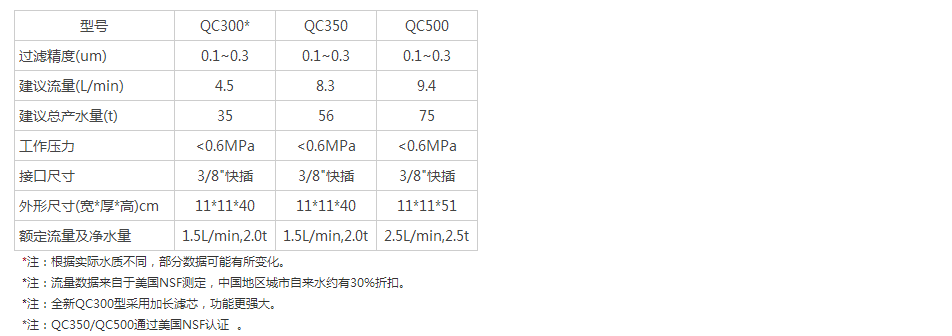 型号 QC300* QC350 QC500
过滤精度(um) 0.1~0.3 0.1~0.3 0.1~0.3
建议流量(L/min) 4.5 8.3 9.4
建议总产水量(t) 35 56 75
工作压力 <0.6MPa <0.6MPa <0.6MPa
接口尺寸 3/8"快插 3/8"快插 3/8"快插
外形尺寸(宽*厚*高)cm 11*11*40 11*11*40 11*11*51
额定流量及净水量 1.5L/min,2.0t 1.5L/min,2.0t 2.5L/min,2.5t
*注：根据实际水质不同，部分数据可能有所变化。
*注：流量数据来自于美国NSF测定，中国地区城市自来水约有30%折扣。
*注：全新QC300型采用加长滤芯，功能更强大。
*注：QC350/QC500通过美国NSF认证 。